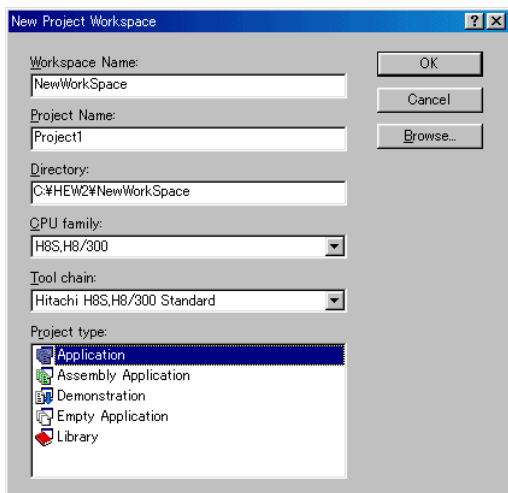 New Project Workspace
Workspace Name:
NewWorkSpace
Project Name:
Project1
Directory:
C:¥HEW2¥NewWorkSpace
CPU family:
H8S,H8/300
Tool chain:
Hitachi H8S,H8/300 Standard
Project type:
Application
Assembly Application
Demonstration
Empty Application
Library
OK
Cancel
Browse...